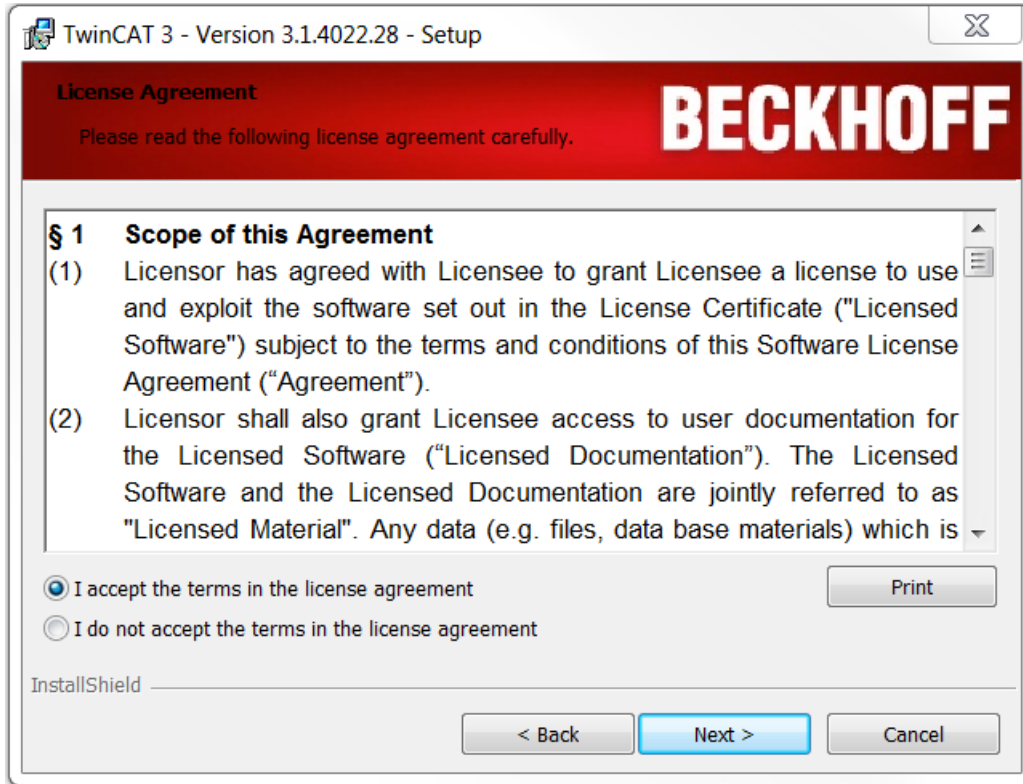 TwinCAT 3 - Version 3.1.4022.28 - Setup
License Agreement
Please read the following license agreement carefully.
BECKHOFF
§ 1 Scope of this Agreement
(1) Licensor has agreed with Licensee to grant Licensee a license to use
and exploit the software set out in the License Certificate ("Licensed
Software") subject to the terms and conditions of this Software License
Agreement (“Agreement”).
(2) Licensor shall also grant Licensee access to user documentation for
the Licensed Software (“Licensed Documentation”). The Licensed
Software and the Licensed Documentation are jointly referred to as
"Licensed Material". Any data (e.g. files, data base materials) which is
I accept the terms in the license agreement
Print
I do not accept the terms in the license agreement
InstallShield
< Back Next > Cancel